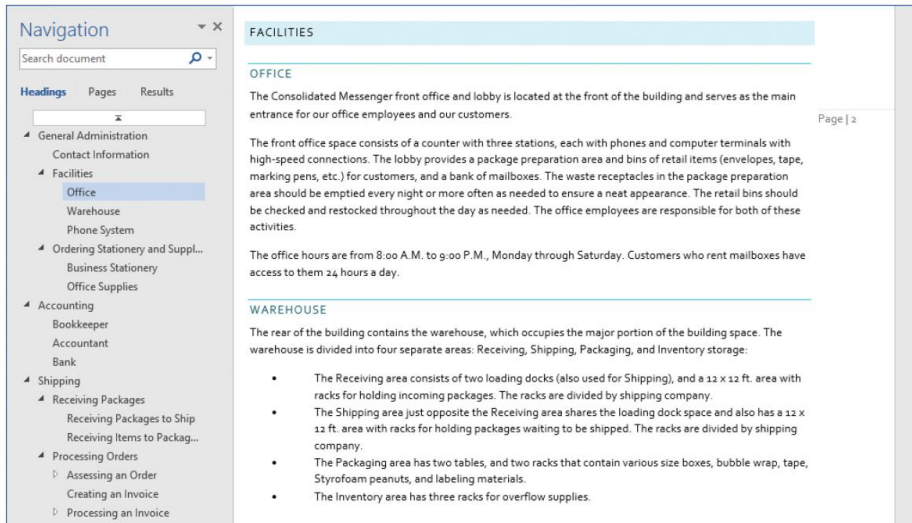 Navigation
Search document
Headings Pages Results
General Administration
Contact Information
Facilities
Office
Warehouse
Phone System
Ordering Stationery and Suppl...
Business Stationery
Office Supplies
Accounting
Bookkeeper
Accountant
Bank
Shipping
Receiving Packages
Receiving Packages to Ship
Receiving Items to Packag...
Processing Orders
Assessing an Order
Creating an Invoice
Processing an Invoice
FACILITIES
OFFICE
The Consolidated Messenger front office and lobby is located at the front of the building and serves as the main
entrance for our office employees and our customers.
Page | 2
The front office space consists of a counter with three stations, each with phones and computer terminals with
high-speed connections. The lobby provides a package preparation area and bins of retail items (envelopes, tape,
marking pens, etc.) for customers, and a bank of mailboxes. The waste receptacles in the package preparation
area should be emptied every night or more often as needed to ensure a neat appearance. The retail bins should
be checked and restocked throughout the day as needed. The office employees are responsible for both of these
activities.
The office hours are from 8:00 A.M. to 9:00 P.M., Monday through Saturday. Customers who rent mailboxes have
access to them 24 hours a day.
WAREHOUSE
The rear of the building contains the warehouse, which occupies the major portion of the building space. The
warehouse is divided into four separate areas: Receiving, Shipping, Packaging, and Inventory storage:
• The Receiving area consists of two loading docks (also used for Shipping), and a 12 x 12 ft. area with
racks for holding incoming packages. The racks are divided by shipping company.
• The Shipping area just opposite the Receiving area shares the loading dock space and also has a 12 x
12 ft. area with racks for holding packages waiting to be shipped. The racks are divided by shipping
company.
• The Packaging area has two tables, and two racks that contain various size boxes, bubble wrap, tape,
Styrofoam peanuts, and labeling materials.
• The Inventory area has three racks for overflow supplies.